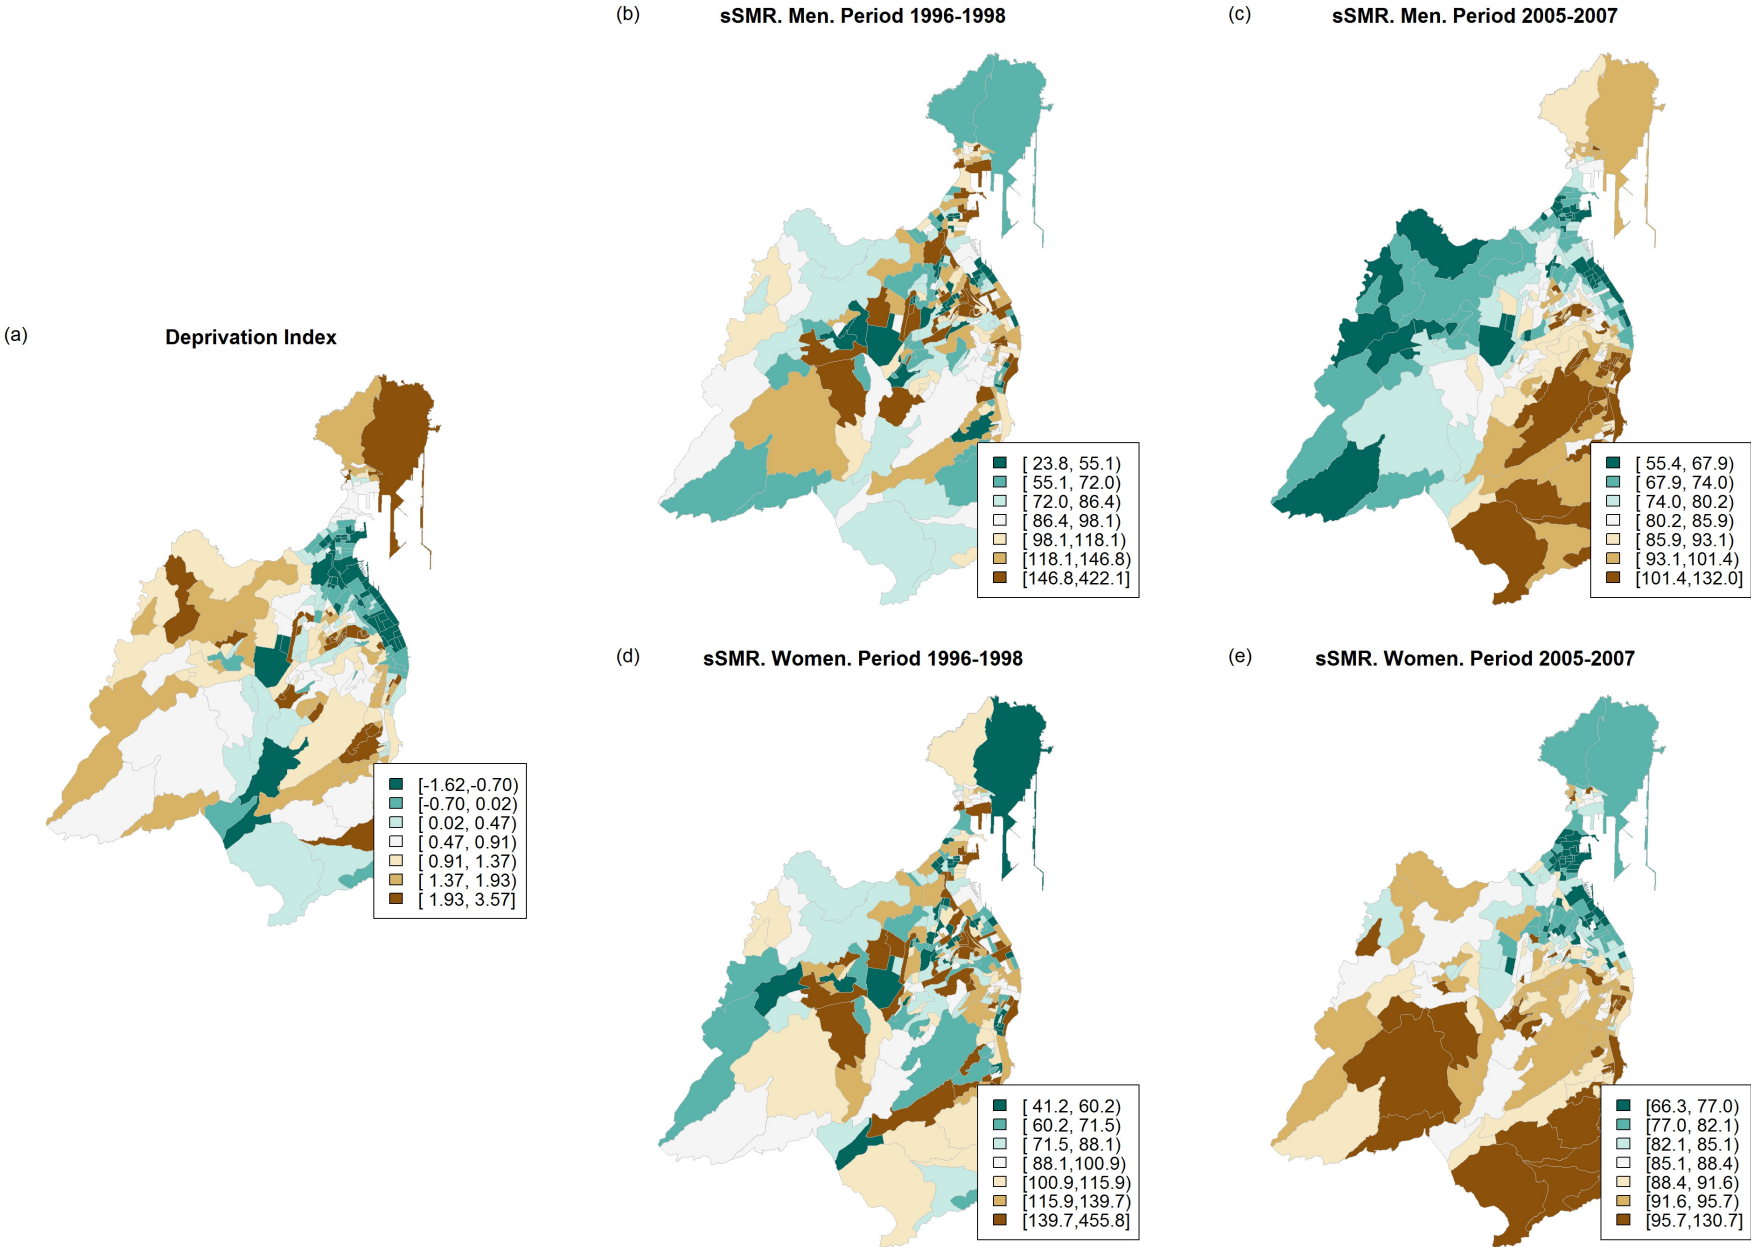 (a)
Deprivation Index
[-1.62,-0.70)
[-0.70, 0.02)
[ 0.02, 0.47)
[ 0.47, 0.91)
[ 0.91, 1.37)
[ 1.37, 1.93)
[ 1.93, 3.57]
(b)
sSMR. Men. Period 1996-1998
[ 23.8, 55.1)
[ 55.1, 72.0)
[ 72.0, 86.4)
[ 86.4, 98.1)
[ 98.1,118.1)
[118.1,146.8)
[146.8,422.1]
(c)
sSMR. Men. Period 2005-2007
[ 55.4, 67.9)
[ 67.9, 74.0)
[ 74.0, 80.2)
[ 80.2, 85.9)
[ 85.9, 93.1)
[ 93.1,101.4)
[101.4,132.0]
(d)
sSMR. Women. Period 1996-1998
[ 41.2, 60.2)
[ 60.2, 71.5)
[ 71.5, 88.1)
[ 88.1,100.9)
[100.9,115.9)
[115.9,139.7)
[139.7,455.8]
(e)
sSMR. Women. Period 2005-2007
[66.3, 77.0)
[77.0, 82.1)
[82.1, 85.1)
[85.1, 88.4)
[88.4, 91.6)
[91.6, 95.7)
[95.7,130.7]